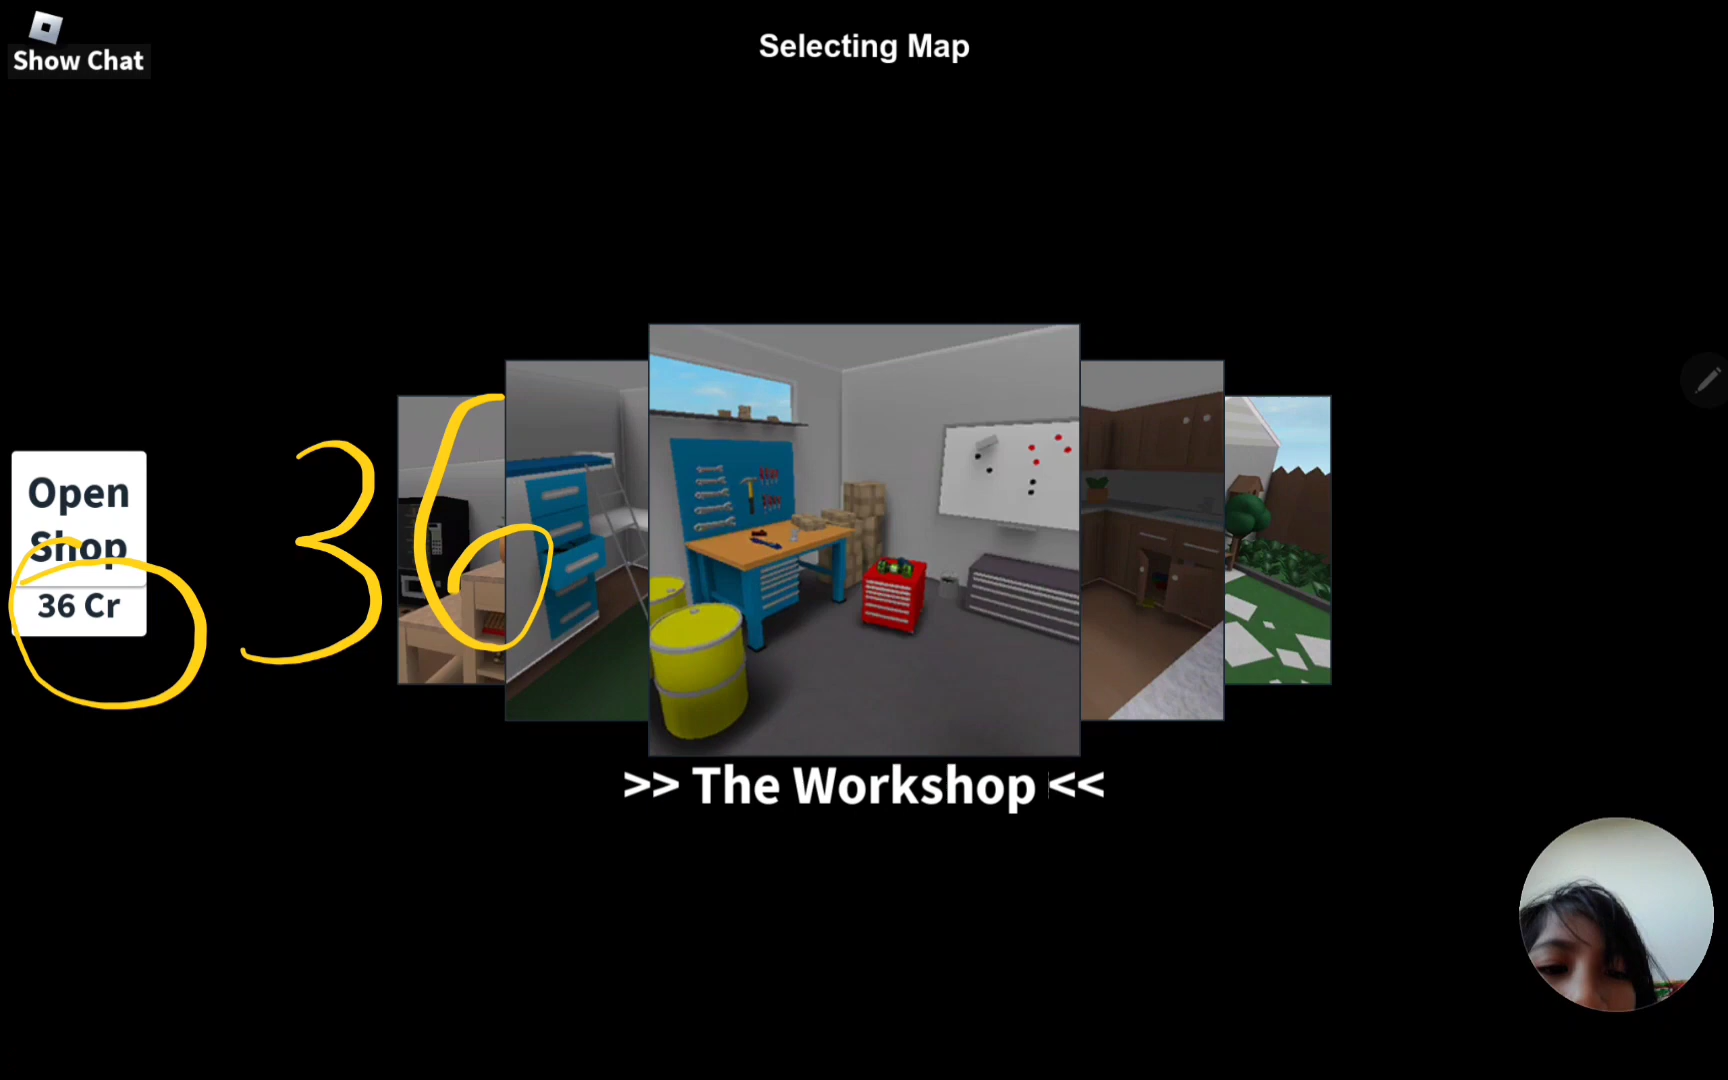 Show Chat
Selecting Map
Open
Shop
36 Cr
36
>> The Workshop <<